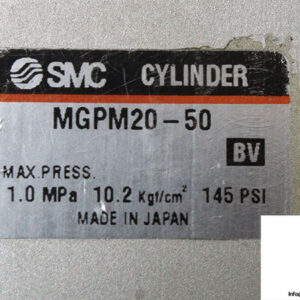 SMC CYLINDER
MGPM20-50
BV
MAX.PRESS.
1.0 MPa 10.2 Kgf/cm² 145 PSI
MADE IN JAPAN